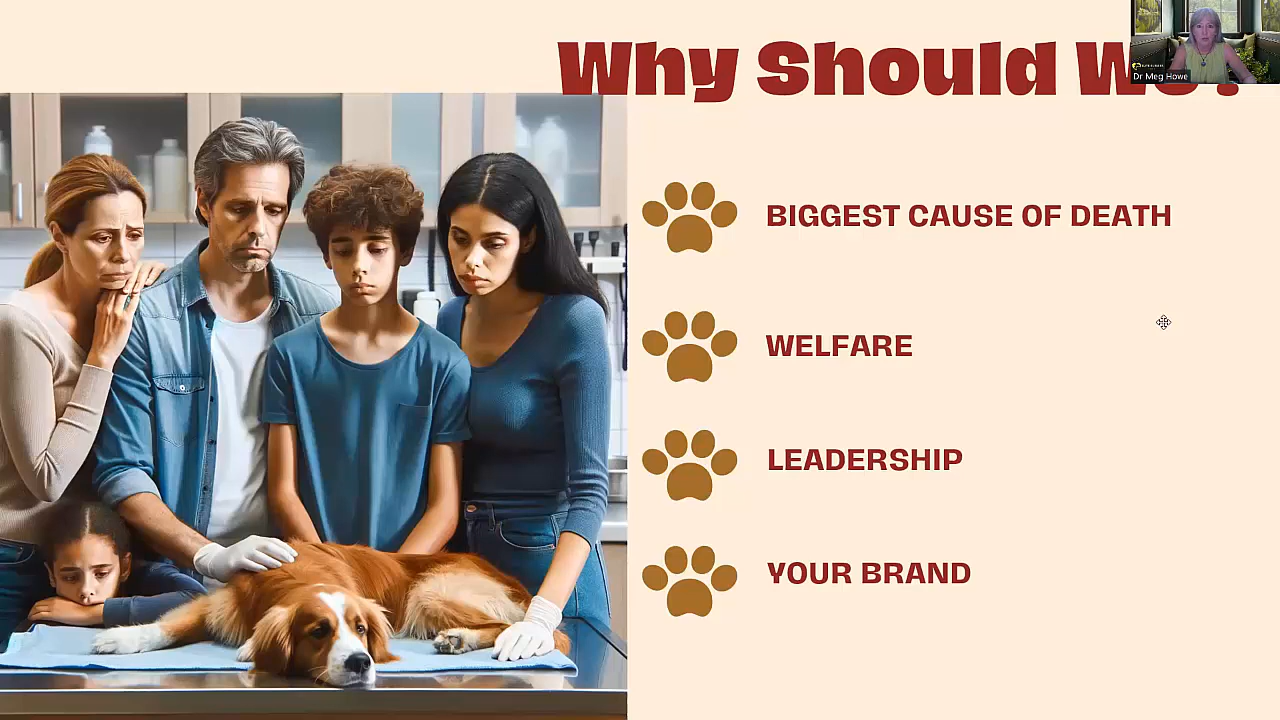 Why Should We?
Dr Meg Howe
BIGGEST CAUSE OF DEATH
WELFARE
LEADERSHIP
YOUR BRAND